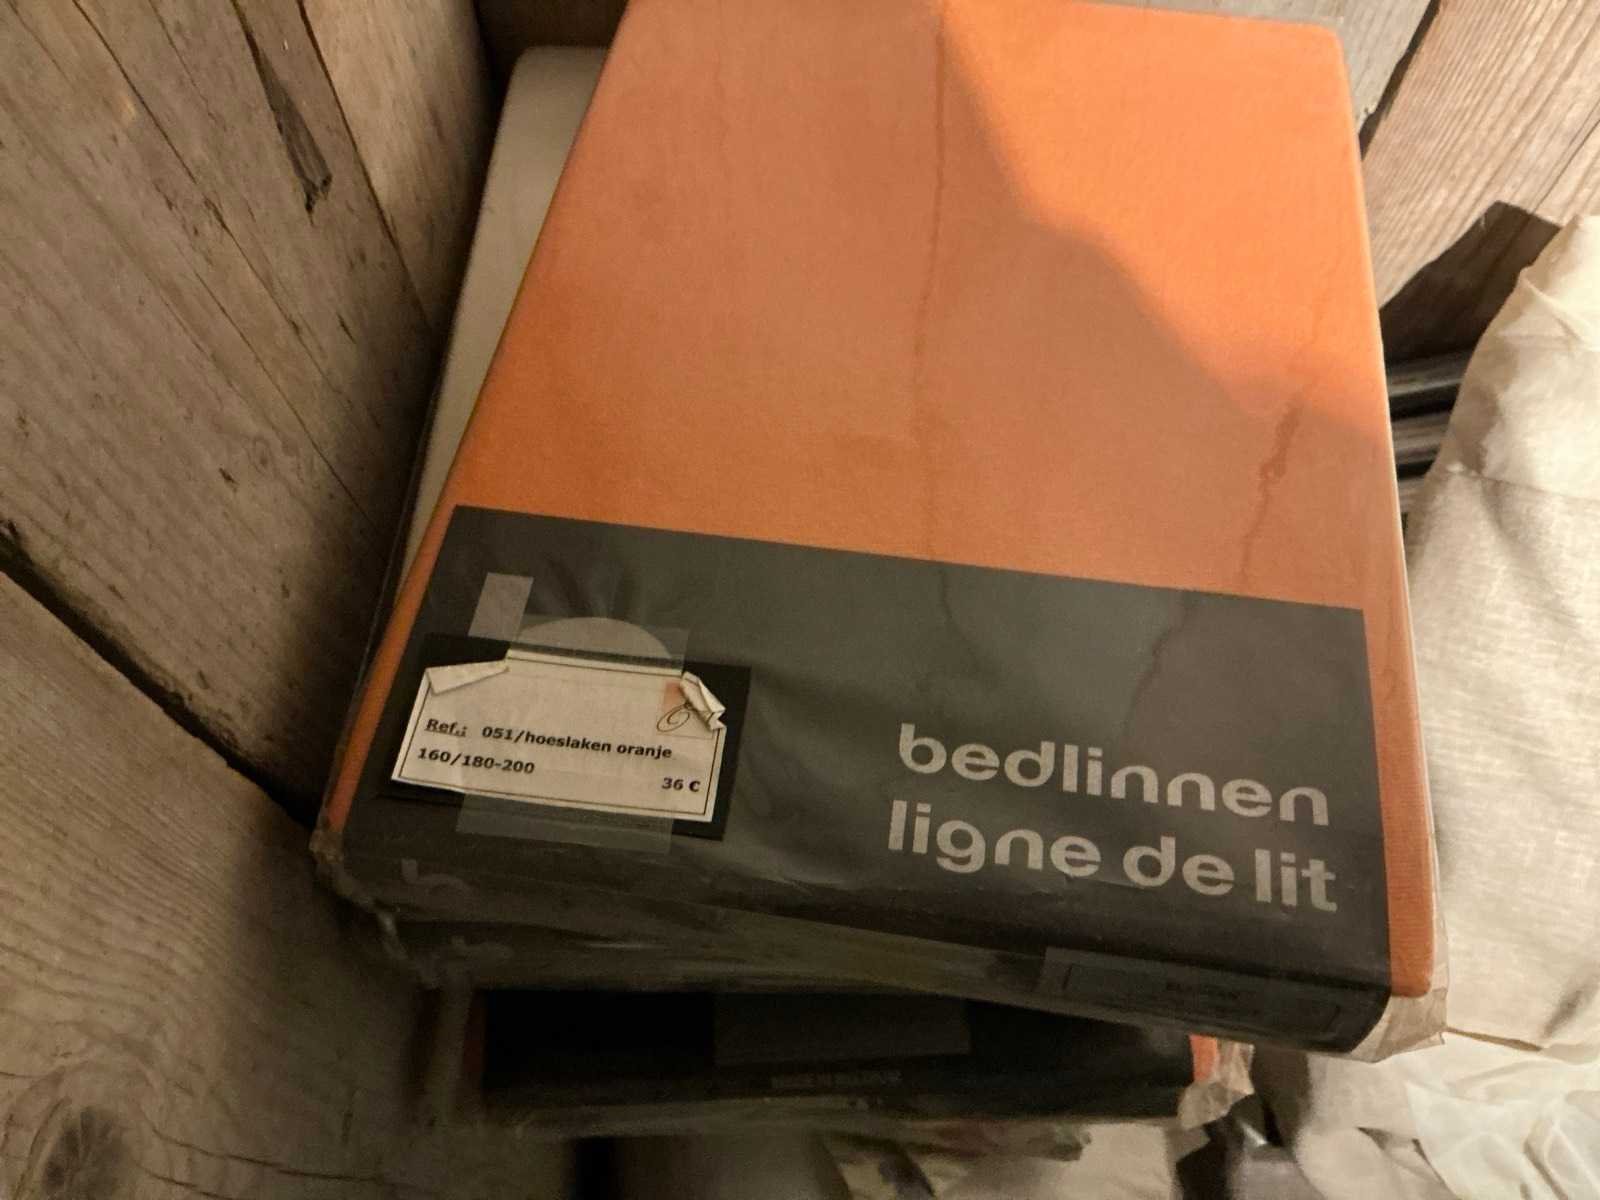 Ref.: 051/hoeslaken oranje
160/180-200
36 €
bedlinnen
ligne de lit